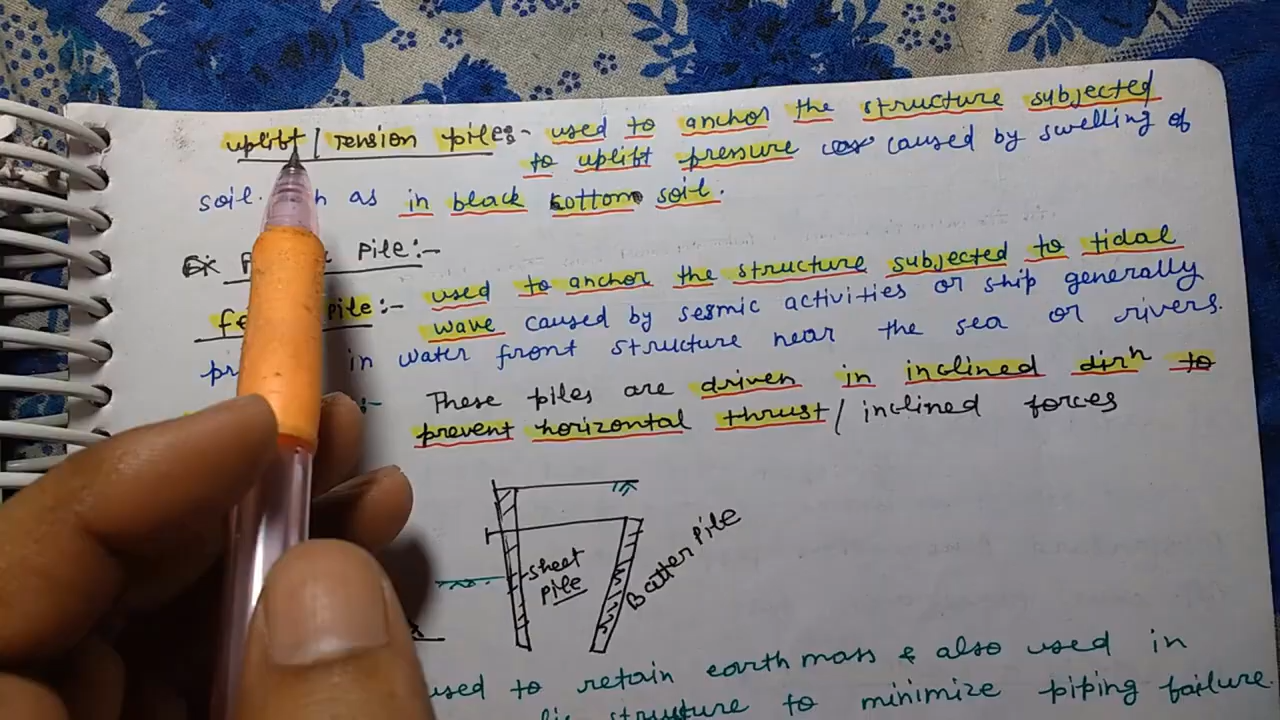 uplift / Tension piles:- used to anchor the structure subjected
to uplift pressure caused by swelling of
soil. as in black cottom soil.
Pile:-
pile:- used to anchor the structure subjected to tidal
wave caused by sesmic activities or ship generally
in water front structure near the sea or rivers.
:- These piles are driven in inclined dirn to
prevent horizontal thrust / inclined forces
sheet
pile
Batter pile
used to retain earth mass & also used in
structure to minimize piping failure.